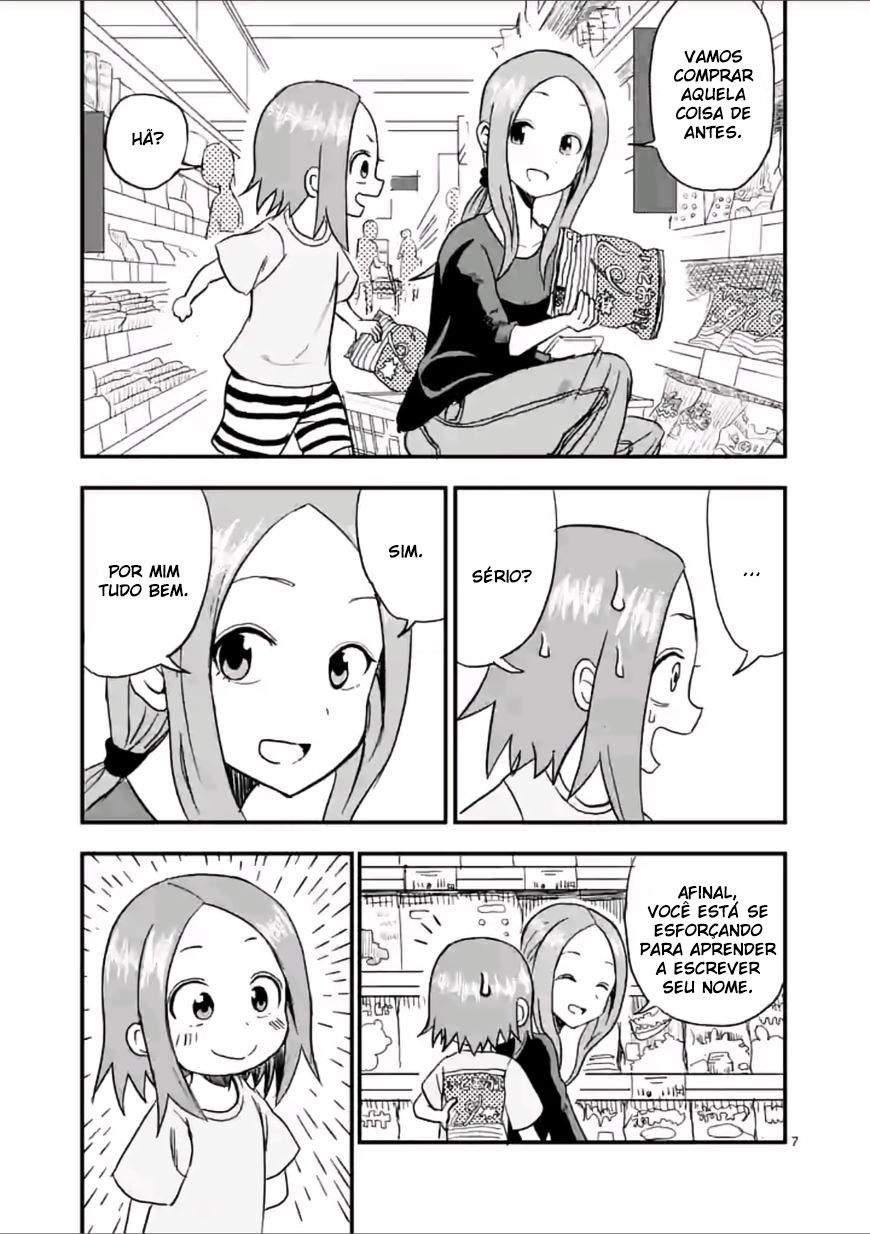 VAMOS
COMPRAR
AQUELA
COISA DE
ANTES.
HÃ?
...
SÉRIO?
SIM.
POR MIM
TUDO BEM.
AFINAL,
VOCÊ ESTÁ SE
ESFORÇANDO
PARA APRENDER
A ESCREVER
SEU NOME.
7